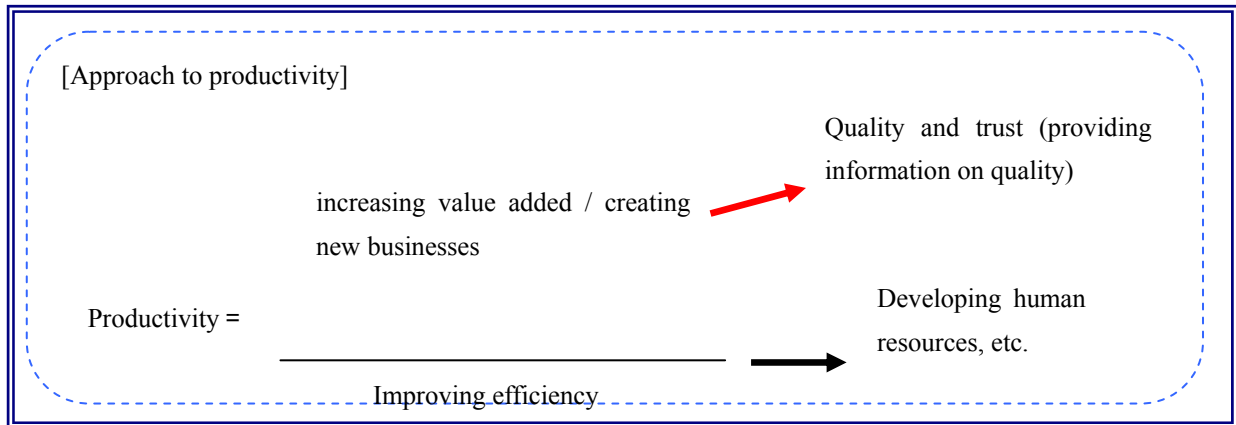 [Approach to productivity]
Quality and trust (providing
information on quality)
increasing value added / creating
new businesses
Developing human
resources, etc.
Productivity =
Improving efficiency